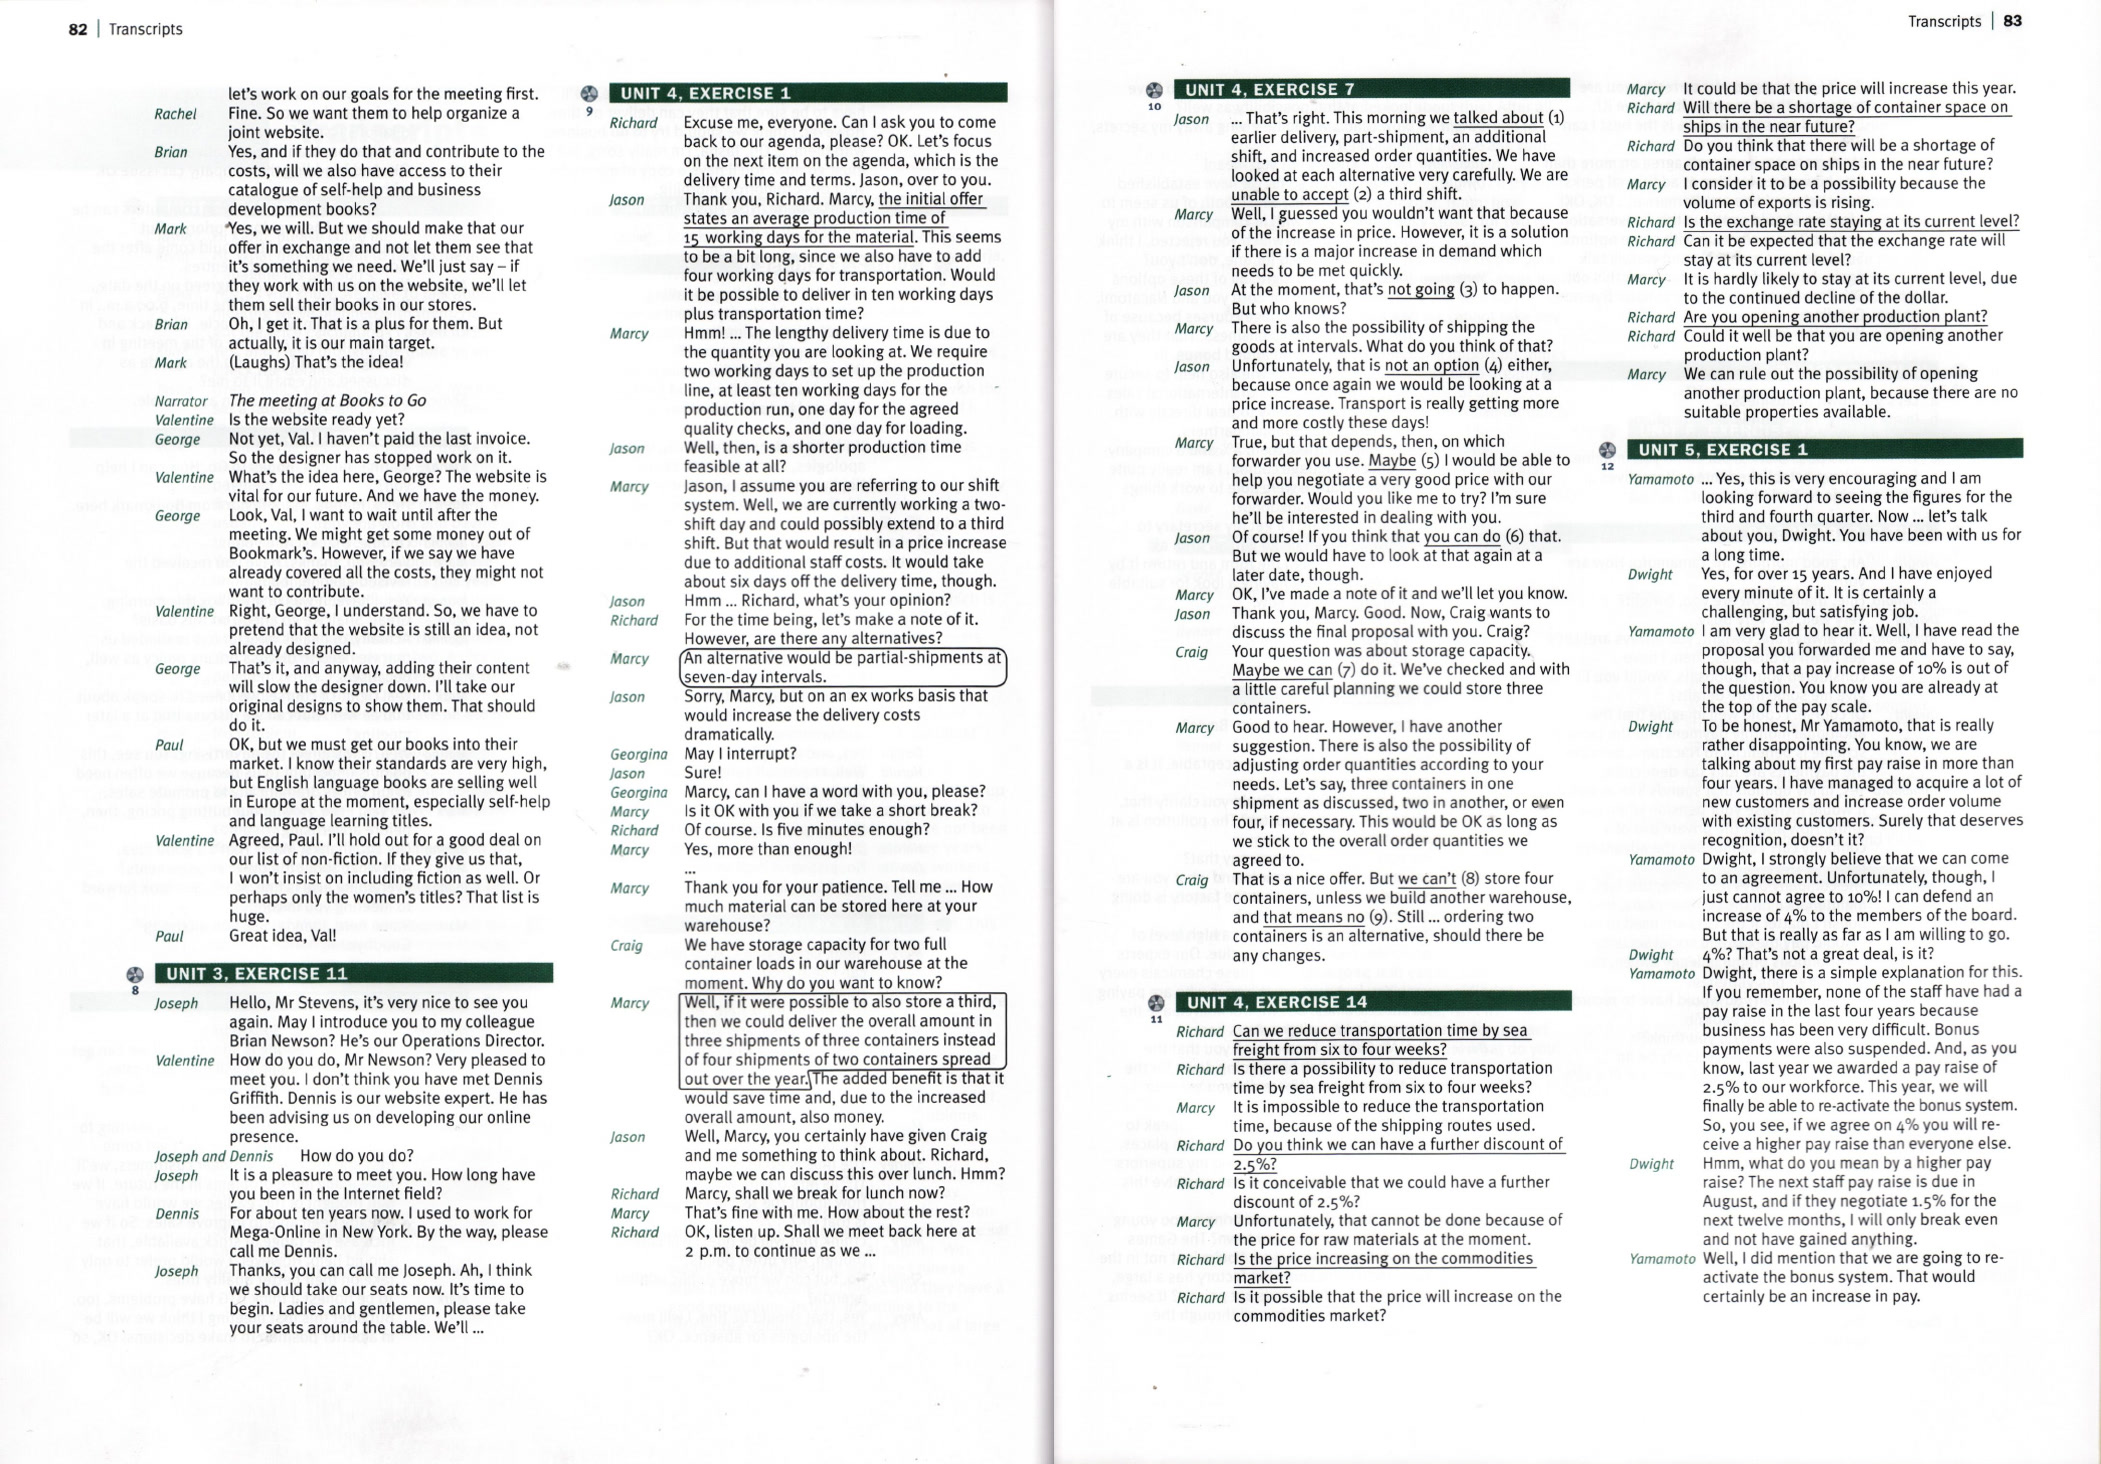 82 | Transcripts
let's work on our goals for the meeting first.
Rachel Fine. So we want them to help organize a
joint website.
Brian Yes, and if they do that and contribute to the
costs, will we also have access to their
catalogue of self-help and business
development books?
Mark Yes, we will. But we should make that our
offer in exchange and not let them see that
it's something we need. We'll just say – if
they work with us on the website, we'll let
them sell their books in our stores.
Brian Oh, I get it. That is a plus for them. But
actually, it is our main target.
Mark (Laughs) That's the idea!
Narrator The meeting at Books to Go
Valentine Is the website ready yet?
George Not yet, Val. I haven't paid the last invoice.
So the designer has stopped work on it.
Valentine What's the idea here, George? The website is
vital for our future. And we have the money.
George Look, Val, I want to wait until after the
meeting. We might get some money out of
Bookmark's. However, if we say we have
already covered all the costs, they might not
want to contribute.
Valentine Right, George, I understand. So, we have to
pretend that the website is still an idea, not
already designed.
George That's it, and anyway, adding their content
will slow the designer down. I'll take our
original designs to show them. That should
do it.
Paul OK, but we must get our books into their
market. I know their standards are very high,
but English language books are selling well
in Europe at the moment, especially self-help
and language learning titles.
Valentine Agreed, Paul. I'll hold out for a good deal on
our list of non-fiction. If they give us that,
I won't insist on including fiction as well. Or
perhaps only the women's titles? That list is
huge.
Paul Great idea, Val!
UNIT 3, EXERCISE 11
8
Joseph Hello, Mr Stevens, it's very nice to see you
again. May I introduce you to my colleague
Brian Newson? He's our Operations Director.
Valentine How do you do, Mr Newson? Very pleased to
meet you. I don't think you have met Dennis
Griffith. Dennis is our website expert. He has
been advising us on developing our online
presence.
Joseph and Dennis How do you do?
Joseph It is a pleasure to meet you. How long have
you been in the Internet field?
Dennis For about ten years now. I used to work for
Mega-Online in New York. By the way, please
call me Dennis.
Joseph Thanks, you can call me Joseph. Ah, I think
we should take our seats now. It's time to
begin. Ladies and gentlemen, please take
your seats around the table. We'll ...
UNIT 4, EXERCISE 1
9
Richard Excuse me, everyone. Can I ask you to come
back to our agenda, please? OK. Let's focus
on the next item on the agenda, which is the
delivery time and terms. Jason, over to you.
Jason Thank you, Richard. Marcy, the initial offer
states an average production time of
15 working days for the material. This seems
to be a bit long, since we also have to add
four working days for transportation. Would
it be possible to deliver in ten working days
plus transportation time?
Marcy Hmm! ... The lengthy delivery time is due to
the quantity you are looking at. We require
two working days to set up the production
line, at least ten working days for the
production run, one day for the agreed
quality checks, and one day for loading.
Jason Well, then, is a shorter production time
feasible at all?
Marcy Jason, I assume you are referring to our shift
system. Well, we are currently working a two-
shift day and could possibly extend to a third
shift. But that would result in a price increase
due to additional staff costs. It would take
about six days off the delivery time, though.
Jason Hmm ... Richard, what's your opinion?
Richard For the time being, let's make a note of it.
However, are there any alternatives?
Marcy An alternative would be partial-shipments at
seven-day intervals.
Jason Sorry, Marcy, but on an ex works basis that
would increase the delivery costs
dramatically.
Georgina May I interrupt?
Jason Sure!
Georgina Marcy, can I have a word with you, please?
Marcy Is it OK with you if we take a short break?
Richard Of course. Is five minutes enough?
Marcy Yes, more than enough!
...
Marcy Thank you for your patience. Tell me ... How
much material can be stored here at your
warehouse?
Craig We have storage capacity for two full
container loads in our warehouse at the
moment. Why do you want to know?
Marcy Well, if it were possible to also store a third,
then we could deliver the overall amount in
three shipments of three containers instead
of four shipments of two containers spread
out over the year. The added benefit is that it
would save time and, due to the increased
overall amount, also money.
Jason Well, Marcy, you certainly have given Craig
and me something to think about. Richard,
maybe we can discuss this over lunch. Hmm?
Richard Marcy, shall we break for lunch now?
Marcy That's fine with me. How about the rest?
Richard OK, listen up. Shall we meet back here at
2 p.m. to continue as we ...
Transcripts | 83
UNIT 4, EXERCISE 7
10
Jason ... That's right. This morning we talked about (1)
earlier delivery, part-shipment, an additional
shift, and increased order quantities. We have
looked at each alternative very carefully. We are
unable to accept (2) a third shift.
Marcy Well, I guessed you wouldn't want that because
of the increase in price. However, it is a solution
if there is a major increase in demand which
needs to be met quickly.
Jason At the moment, that's not going (3) to happen.
But who knows?
Marcy There is also the possibility of shipping the
goods at intervals. What do you think of that?
Jason Unfortunately, that is not an option (4) either,
because once again we would be looking at a
price increase. Transport is really getting more
and more costly these days!
Marcy True, but that depends, then, on which
forwarder you use. Maybe (5) I would be able to
help you negotiate a very good price with our
forwarder. Would you like me to try? I'm sure
he'll be interested in dealing with you.
Jason Of course! If you think that you can do (6) that.
But we would have to look at that again at a
later date, though.
Marcy OK, I've made a note of it and we'll let you know.
Jason Thank you, Marcy. Good. Now, Craig wants to
discuss the final proposal with you. Craig?
Craig Your question was about storage capacity.
Maybe we can (7) do it. We've checked and with
a little careful planning we could store three
containers.
Marcy Good to hear. However, I have another
suggestion. There is also the possibility of
adjusting order quantities according to your
needs. Let's say, three containers in one
shipment as discussed, two in another, or even
four, if necessary. This would be OK as long as
we stick to the overall order quantities we
agreed to.
Craig That is a nice offer. But we can't (8) store four
containers, unless we build another warehouse,
and that means no (9). Still ... ordering two
containers is an alternative, should there be
any changes.
UNIT 4, EXERCISE 14
11
Richard Can we reduce transportation time by sea
freight from six to four weeks?
Richard Is there a possibility to reduce transportation
time by sea freight from six to four weeks?
Marcy It is impossible to reduce the transportation
time, because of the shipping routes used.
Richard Do you think we can have a further discount of
2.5%?
Richard Is it conceivable that we could have a further
discount of 2.5%?
Marcy Unfortunately, that cannot be done because of
the price for raw materials at the moment.
Richard Is the price increasing on the commodities
market?
Richard Is it possible that the price will increase on the
commodities market?
Marcy It could be that the price will increase this year.
Richard Will there be a shortage of container space on
ships in the near future?
Richard Do you think that there will be a shortage of
container space on ships in the near future?
Marcy I consider it to be a possibility because the
volume of exports is rising.
Richard Is the exchange rate staying at its current level?
Richard Can it be expected that the exchange rate will
stay at its current level?
Marcy It is hardly likely to stay at its current level, due
to the continued decline of the dollar.
Richard Are you opening another production plant?
Richard Could it well be that you are opening another
production plant?
Marcy We can rule out the possibility of opening
another production plant, because there are no
suitable properties available.
UNIT 5, EXERCISE 1
12
Yamamoto ... Yes, this is very encouraging and I am
looking forward to seeing the figures for the
third and fourth quarter. Now ... let's talk
about you, Dwight. You have been with us for
a long time.
Dwight Yes, for over 15 years. And I have enjoyed
every minute of it. It is certainly a
challenging, but satisfying job.
Yamamoto I am very glad to hear it. Well, I have read the
proposal you forwarded me and have to say,
though, that a pay increase of 10% is out of
the question. You know you are already at
the top of the pay scale.
Dwight To be honest, Mr Yamamoto, that is really
rather disappointing. You know, we are
talking about my first pay raise in more than
four years. I have managed to acquire a lot of
new customers and increase order volume
with existing customers. Surely that deserves
recognition, doesn't it?
Yamamoto Dwight, I strongly believe that we can come
to an agreement. Unfortunately, though, I
just cannot agree to 10%! I can defend an
increase of 4% to the members of the board.
But that is really as far as I am willing to go.
Dwight 4%? That's not a great deal, is it?
Yamamoto Dwight, there is a simple explanation for this.
If you remember, none of the staff have had a
pay raise in the last four years because
business has been very difficult. Bonus
payments were also suspended. And, as you
know, last year we awarded a pay raise of
2.5% to our workforce. This year, we will
finally be able to re-activate the bonus system.
So, you see, if we agree on 4% you will re-
ceive a higher pay raise than everyone else.
Dwight Hmm, what do you mean by a higher pay
raise? The next staff pay raise is due in
August, and if they negotiate 1.5% for the
next twelve months, I will only break even
and not have gained anything.
Yamamoto Well, I did mention that we are going to re-
activate the bonus system. That would
certainly be an increase in pay.